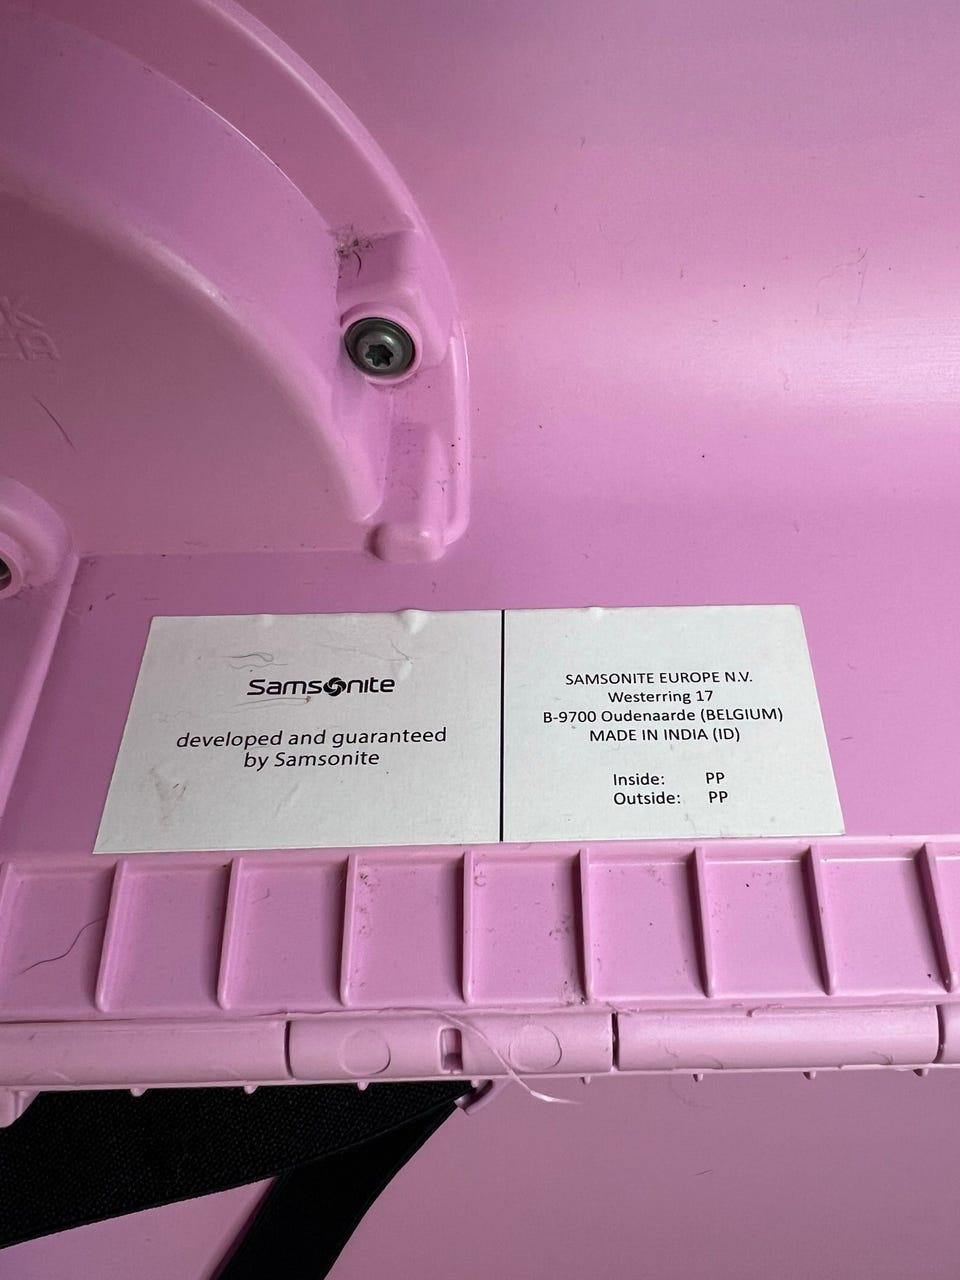 Samsonite
developed and guaranteed
by Samsonite
SAMSONITE EUROPE N.V.
Westerring 17
B-9700 Oudenaarde (BELGIUM)
MADE IN INDIA (ID)
Inside: PP
Outside: PP